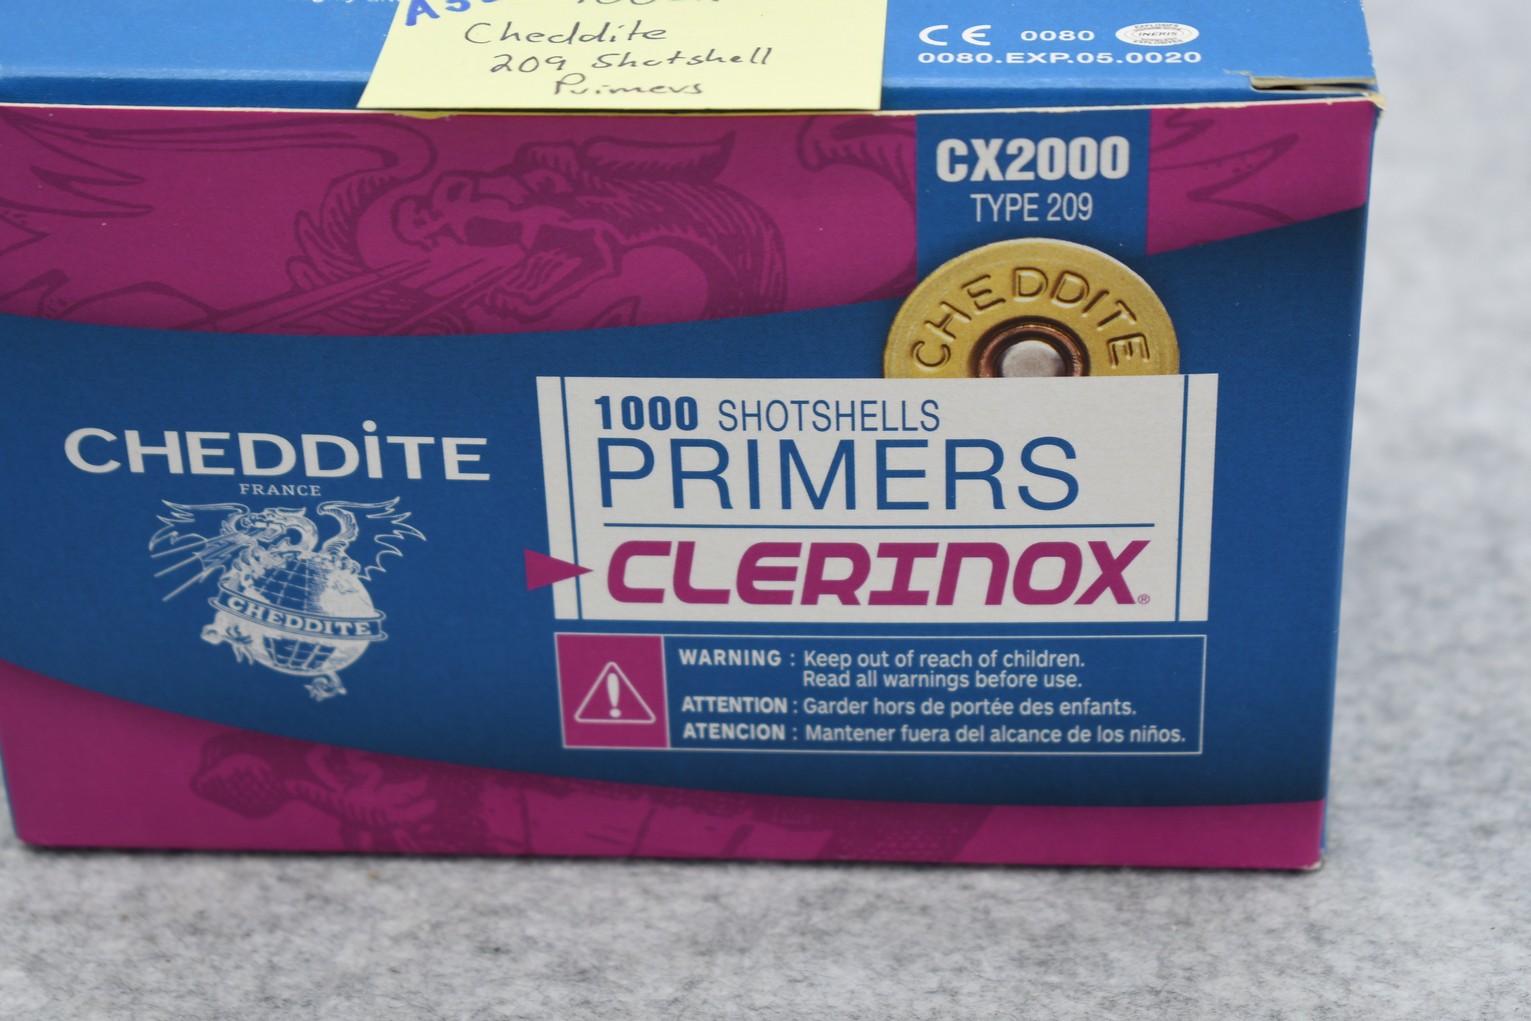 Cheddite
209 Shotshell
Primers
CE 0080 INERIS
0080.EXP.05.0020
CX2000
TYPE 209
CHEDDITE
1000 SHOTSHELLS
PRIMERS
CLERINOX®
CHEDDiTE
FRANCE
CHEDDITE
WARNING : Keep out of reach of children.
Read all warnings before use.
ATTENTION : Garder hors de portée des enfants.
ATENCION : Mantener fuera del alcance de los niños.